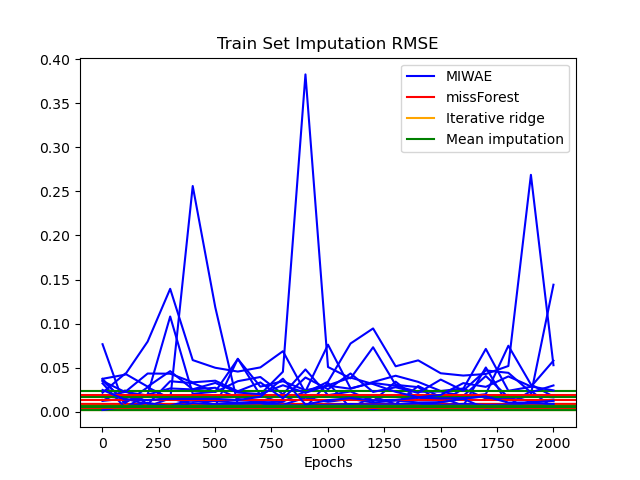 Train Set Imputation RMSE
0.40
0.35
0.30
0.25
0.20
0.15
0.10
0.05
0.00
MIWAE
missForest
Iterative ridge
Mean imputation
0 250 500 750 1000 1250 1500 1750 2000
Epochs